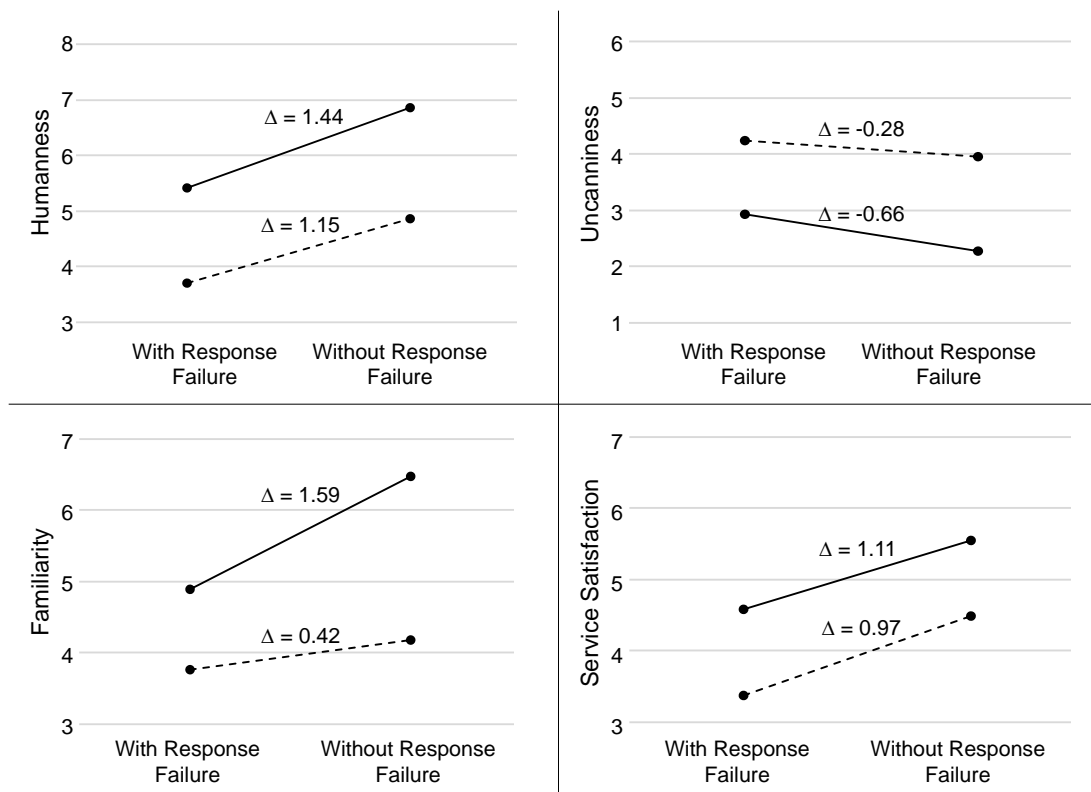 8
7
6
5
4
3
Humanness
Δ = 1.44
Δ = 1.15
With Response
Failure
Without Response
Failure
6
5
4
3
2
1
Uncanniness
Δ = -0.28
Δ = -0.66
With Response
Failure
Without Response
Failure
7
6
5
4
3
Familiarity
Δ = 1.59
Δ = 0.42
With Response
Failure
Without Response
Failure
7
6
5
4
3
Service Satisfaction
Δ = 1.11
Δ = 0.97
With Response
Failure
Without Response
Failure